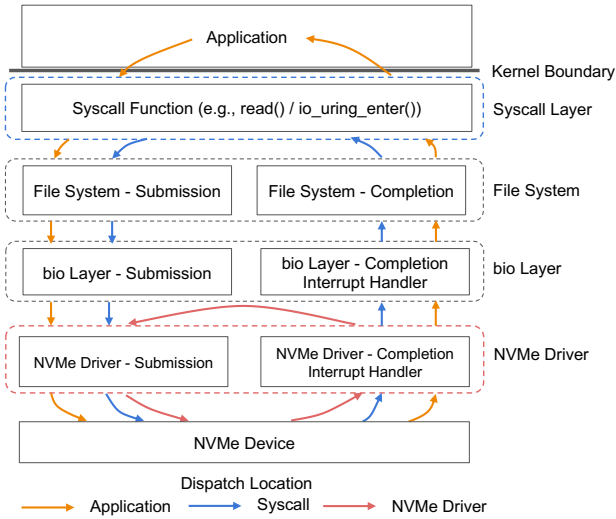 Application
Kernel Boundary
Syscall Function (e.g., read() / io_uring_enter())
Syscall Layer
File System - Submission
File System - Completion
File System
bio Layer - Submission
bio Layer - Completion
Interrupt Handler
bio Layer
NVMe Driver - Submission
NVMe Driver - Completion
Interrupt Handler
NVMe Driver
NVMe Device
Dispatch Location
Application
Syscall
NVMe Driver